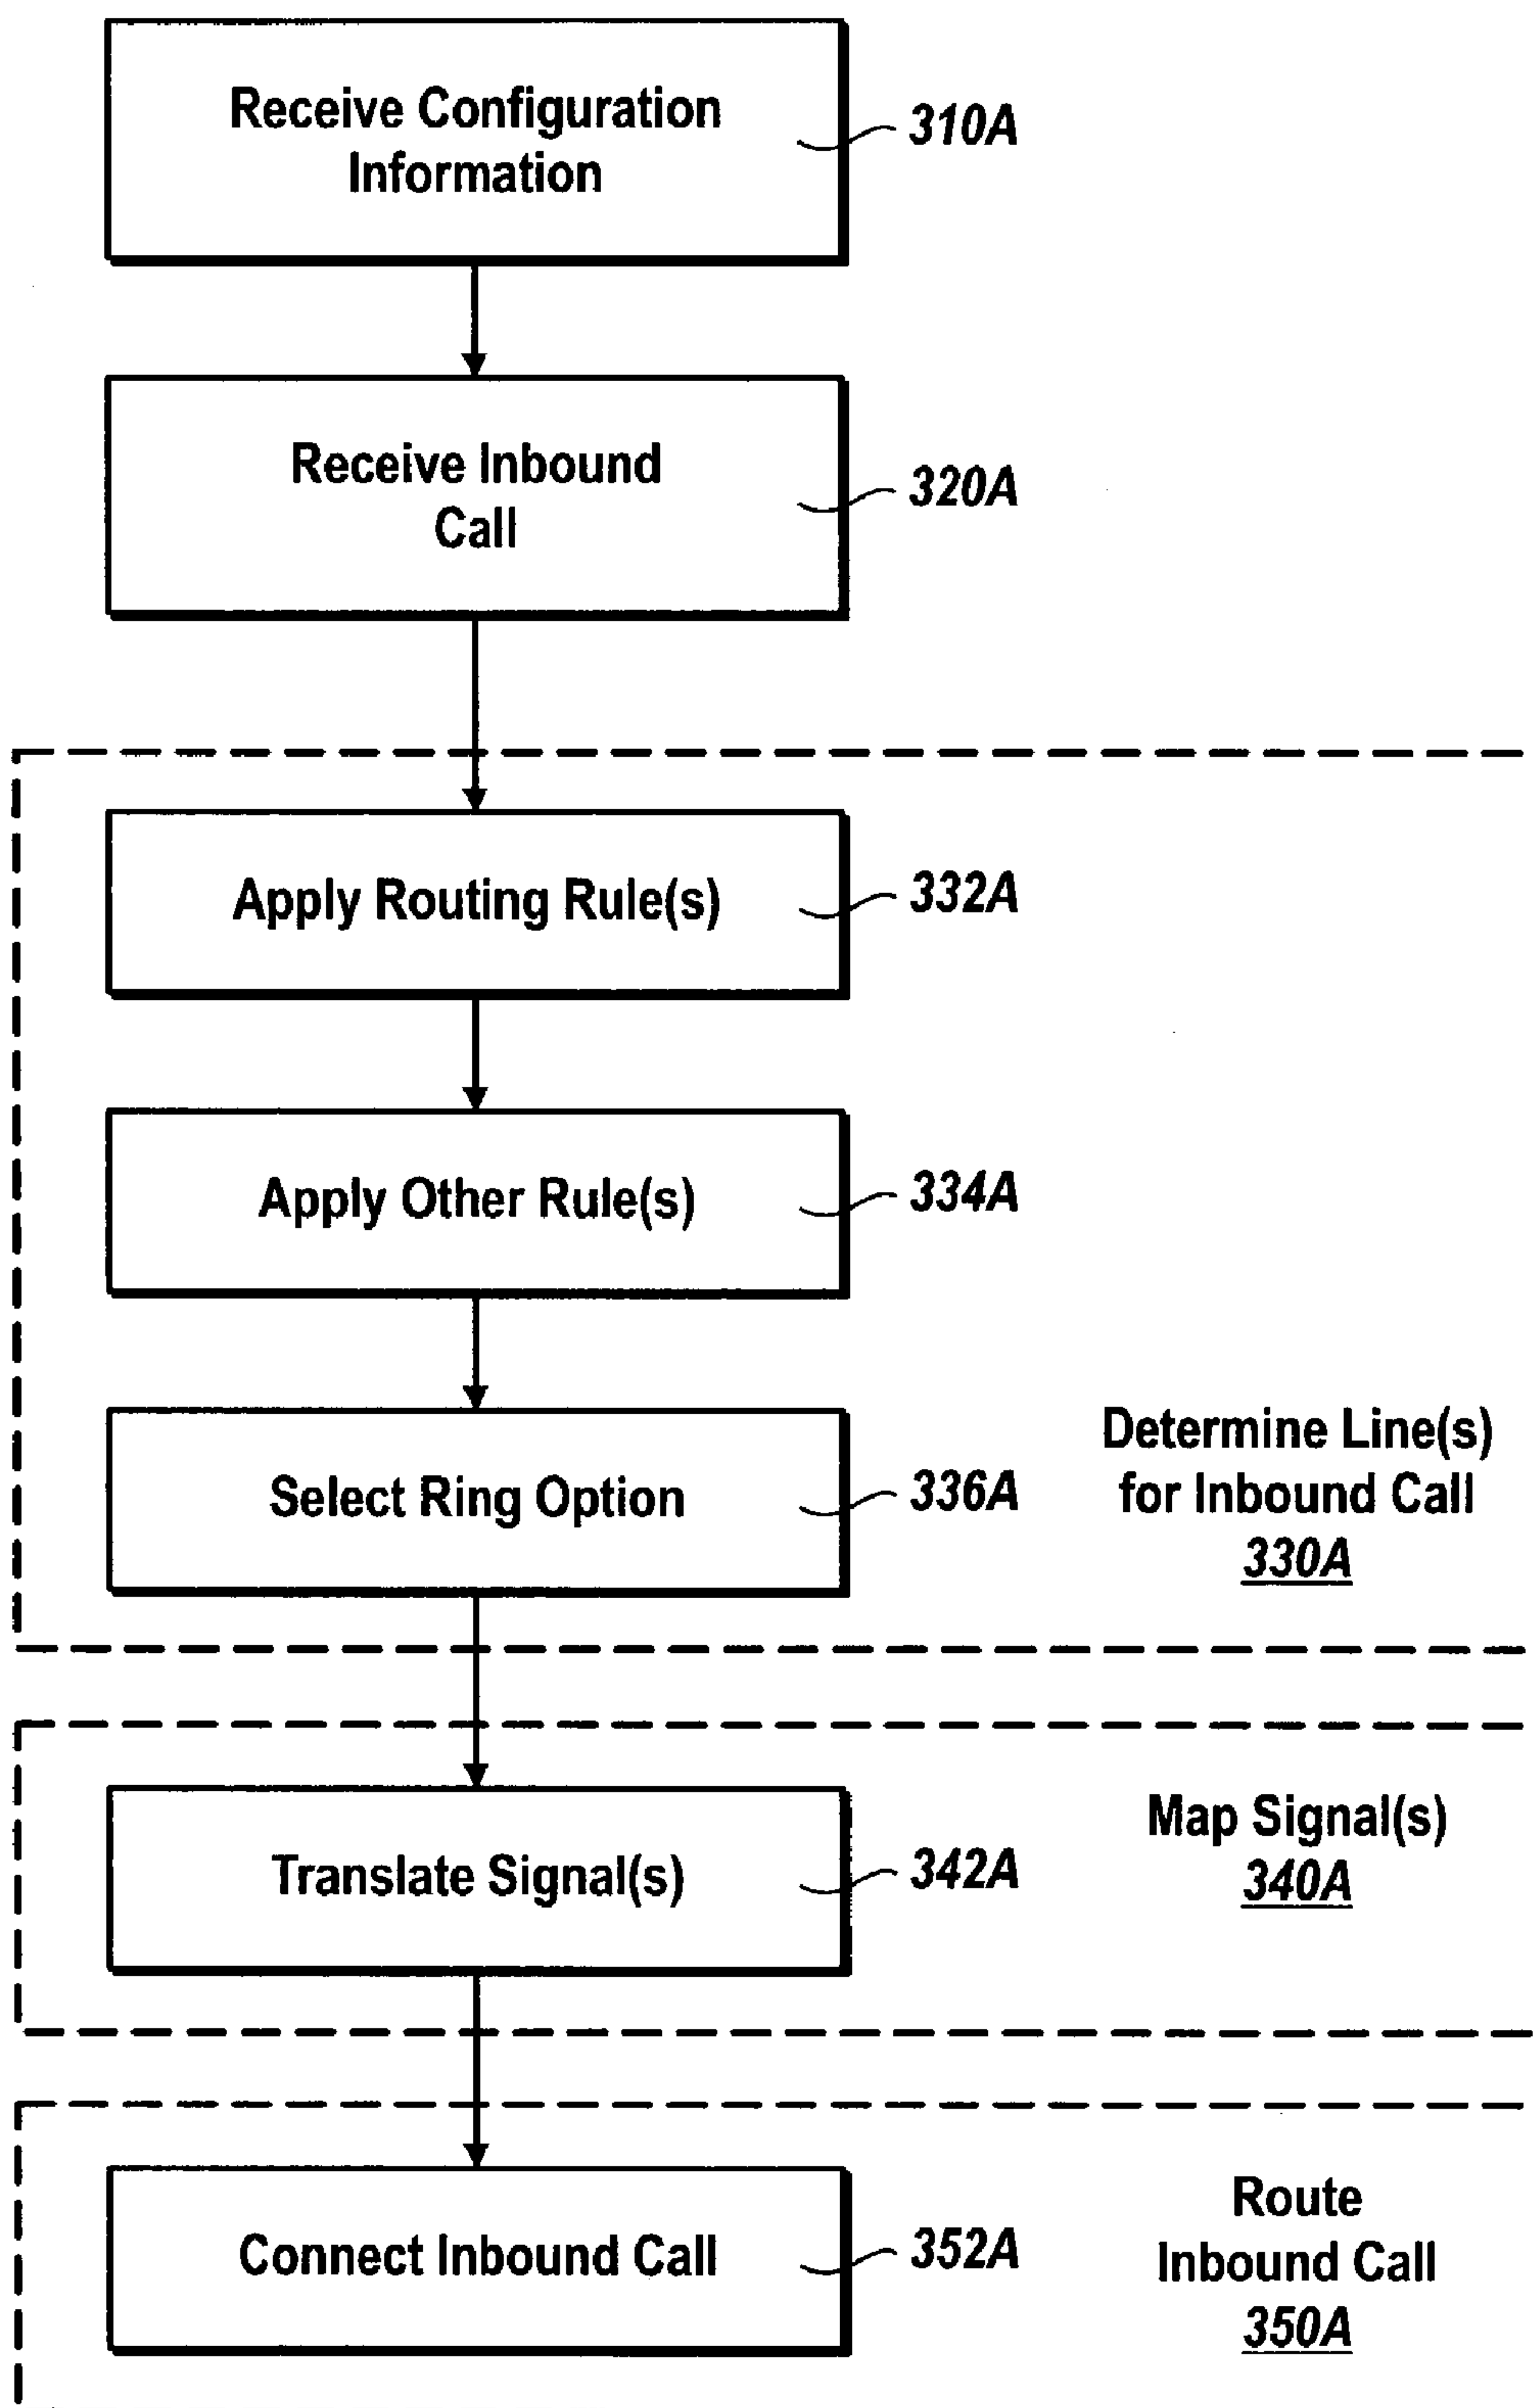 Receive Configuration
Information
310A
Receive Inbound
Call
320A
Apply Routing Rule(s)
332A
Apply Other Rule(s)
334A
Select Ring Option
336A
Determine Line(s)
for Inbound Call
330A
Translate Signal(s)
342A
Map Signal(s)
340A
Connect Inbound Call
352A
Route
Inbound Call
350A